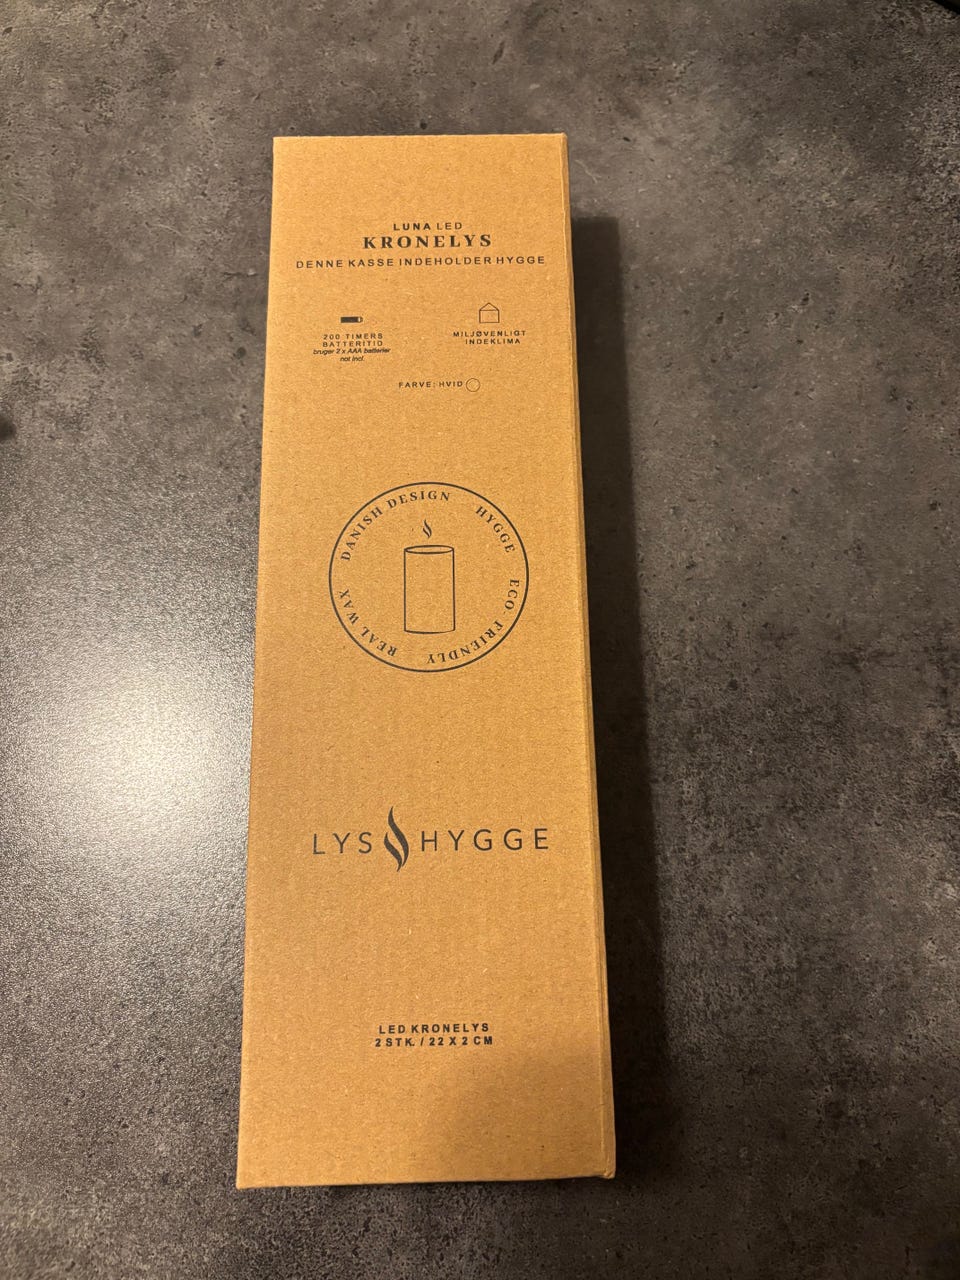 LUNA LED
KRONELYS
DENNE KASSE INDEHOLDER HYGGE
200 TIMERS
BATTERITID
bruger 2 x AAA batterier
not incl.
MILJØVENLIGT
INDEKLIMA
FARVE: HVID
DANISH DESIGN HYGGE ECO-FRIENDLY REAL WAX
LYS HYGGE
LED KRONELYS
2 STK. / 22 X 2 CM